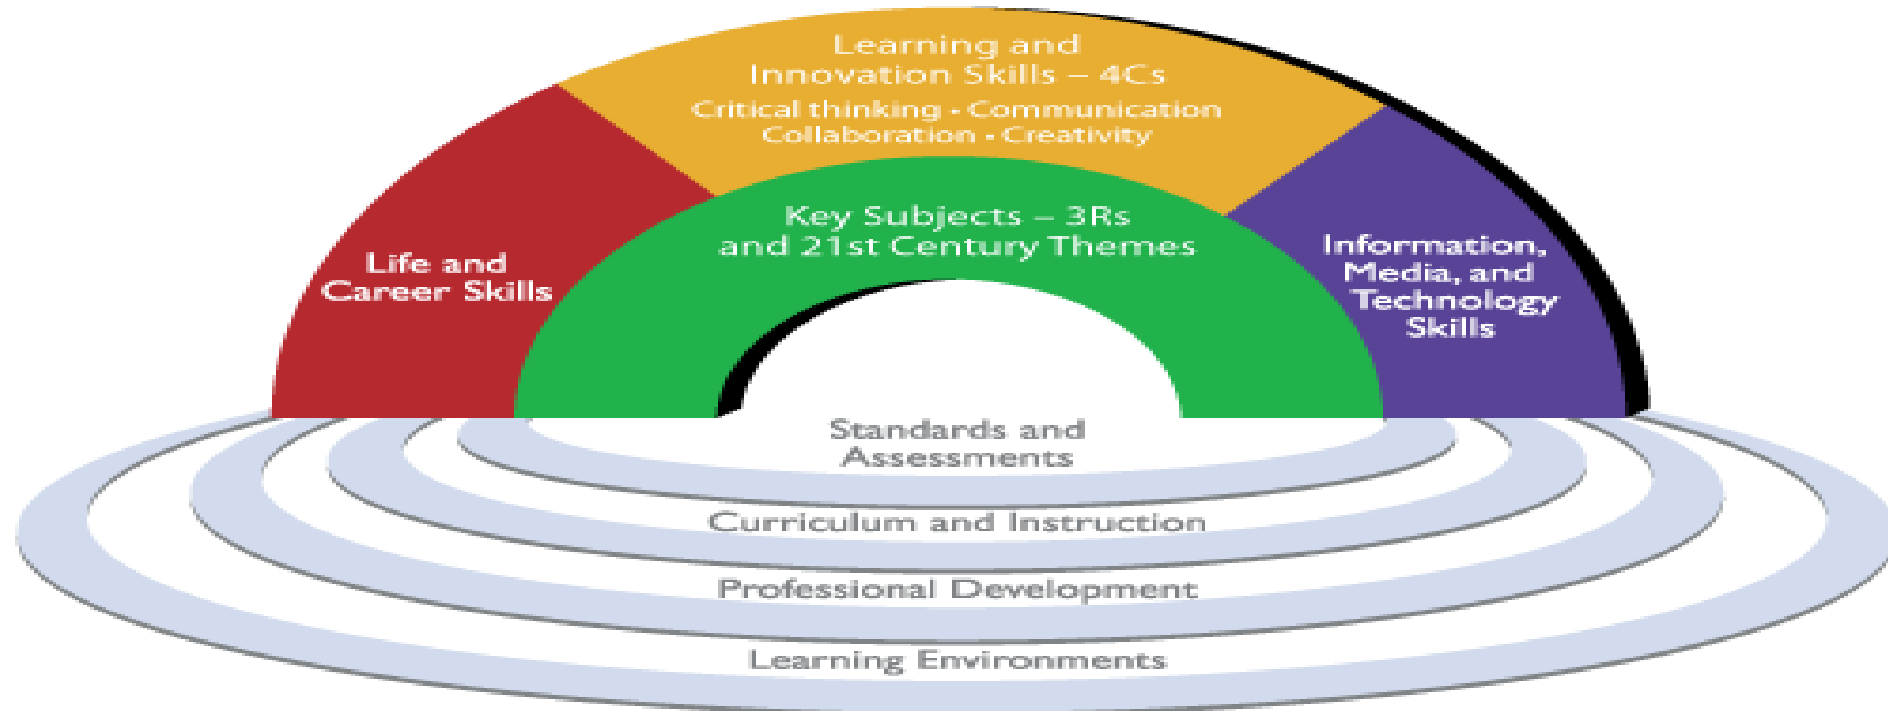 Learning and
Innovation Skills – 4Cs
Critical thinking - Communication
Collaboration - Creativity
Key Subjects – 3Rs
and 21st Century Themes
Life and
Career Skills
Information,
Media, and
Technology
Skills
Standards and
Assessments
Curriculum and Instruction
Professional Development
Learning Environments